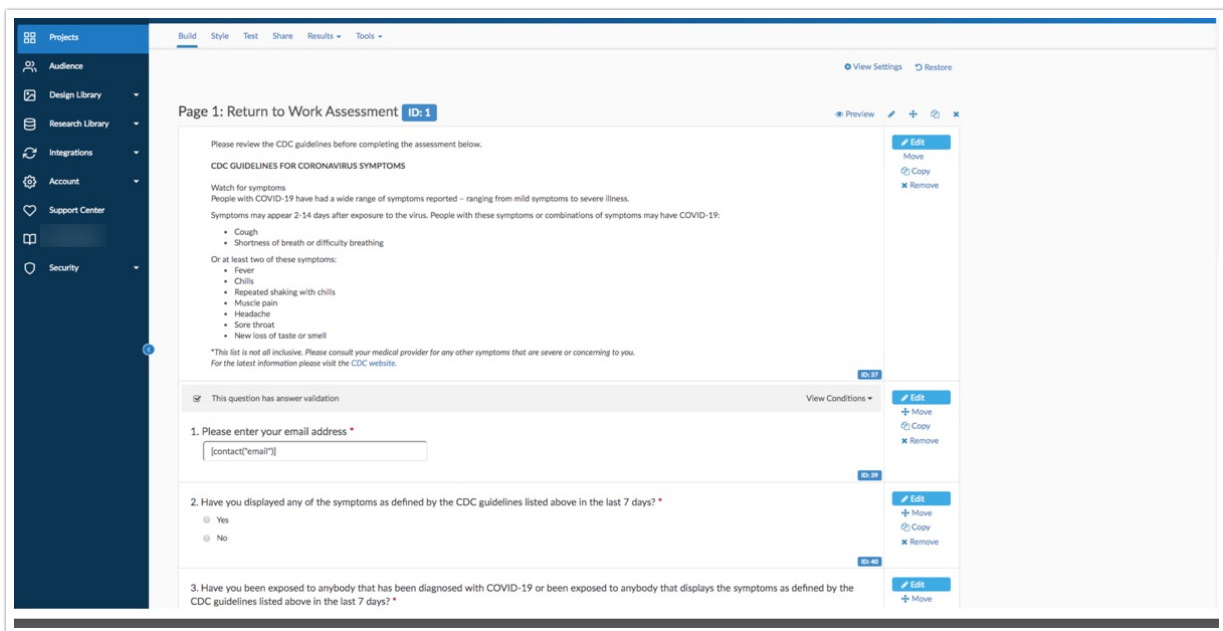 Projects
Audience
Design Library
Research Library
Integrations
Account
Support Center
Security
Build Style Test Share Results Tools
View Settings Restore
Page 1: Return to Work Assessment ID: 1
Preview
Please review the CDC guidelines before completing the assessment below.
CDC GUIDELINES FOR CORONAVIRUS SYMPTOMS
Watch for symptoms
People with COVID-19 have had a wide range of symptoms reported – ranging from mild symptoms to severe illness.
Symptoms may appear 2-14 days after exposure to the virus. People with these symptoms or combinations of symptoms may have COVID-19:
• Cough
• Shortness of breath or difficulty breathing
Or at least two of these symptoms:
• Fever
• Chills
• Repeated shaking with chills
• Muscle pain
• Headache
• Sore throat
• New loss of taste or smell
*This list is not all inclusive. Please consult your medical provider for any other symptoms that are severe or concerning to you.
For the latest information please visit the CDC website.
ID: 37
Edit
Move
Copy
Remove
This question has answer validation View Conditions
1. Please enter your email address *
[contact("email")]
ID: 39
Edit
Move
Copy
Remove
2. Have you displayed any of the symptoms as defined by the CDC guidelines listed above in the last 7 days? *
Yes
No
ID: 40
Edit
Move
Copy
Remove
3. Have you been exposed to anybody that has been diagnosed with COVID-19 or been exposed to anybody that displays the symptoms as defined by the
CDC guidelines listed above in the last 7 days? *
Edit
Move